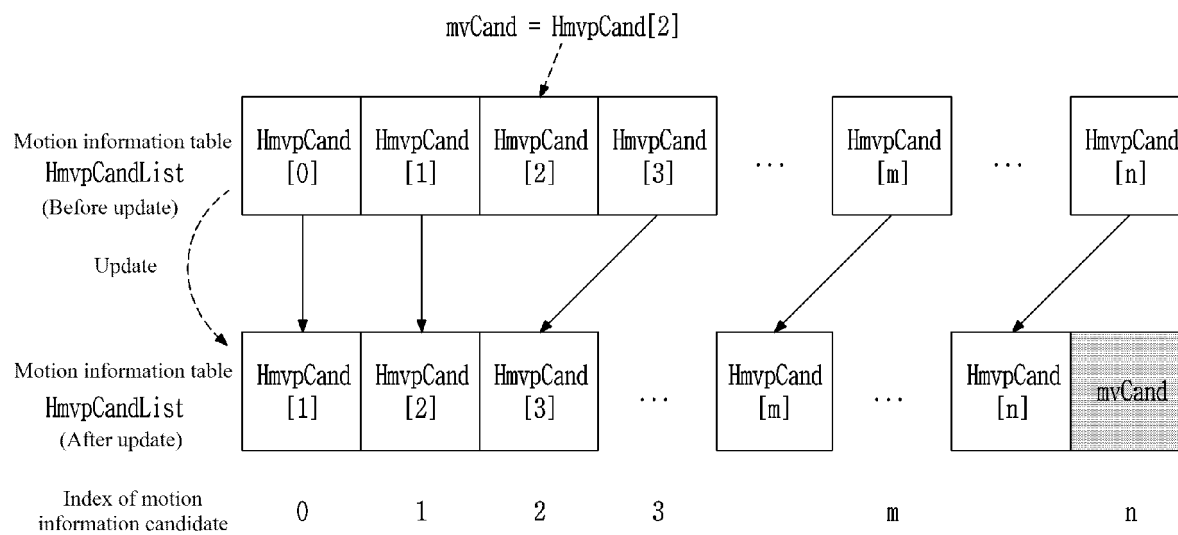 mvCand = HmvpCand[2]
Motion information table
HmvpCandList
(Before update)
HmvpCand
[0]
HmvpCand
[1]
HmvpCand
[2]
HmvpCand
[3]
...
HmvpCand
[m]
...
HmvpCand
[n]
Update
Motion information table
HmvpCandList
(After update)
HmvpCand
[1]
HmvpCand
[2]
HmvpCand
[3]
...
HmvpCand
[m]
...
HmvpCand
[n]
mvCand
Index of motion
information candidate
0 1 2 3 m n